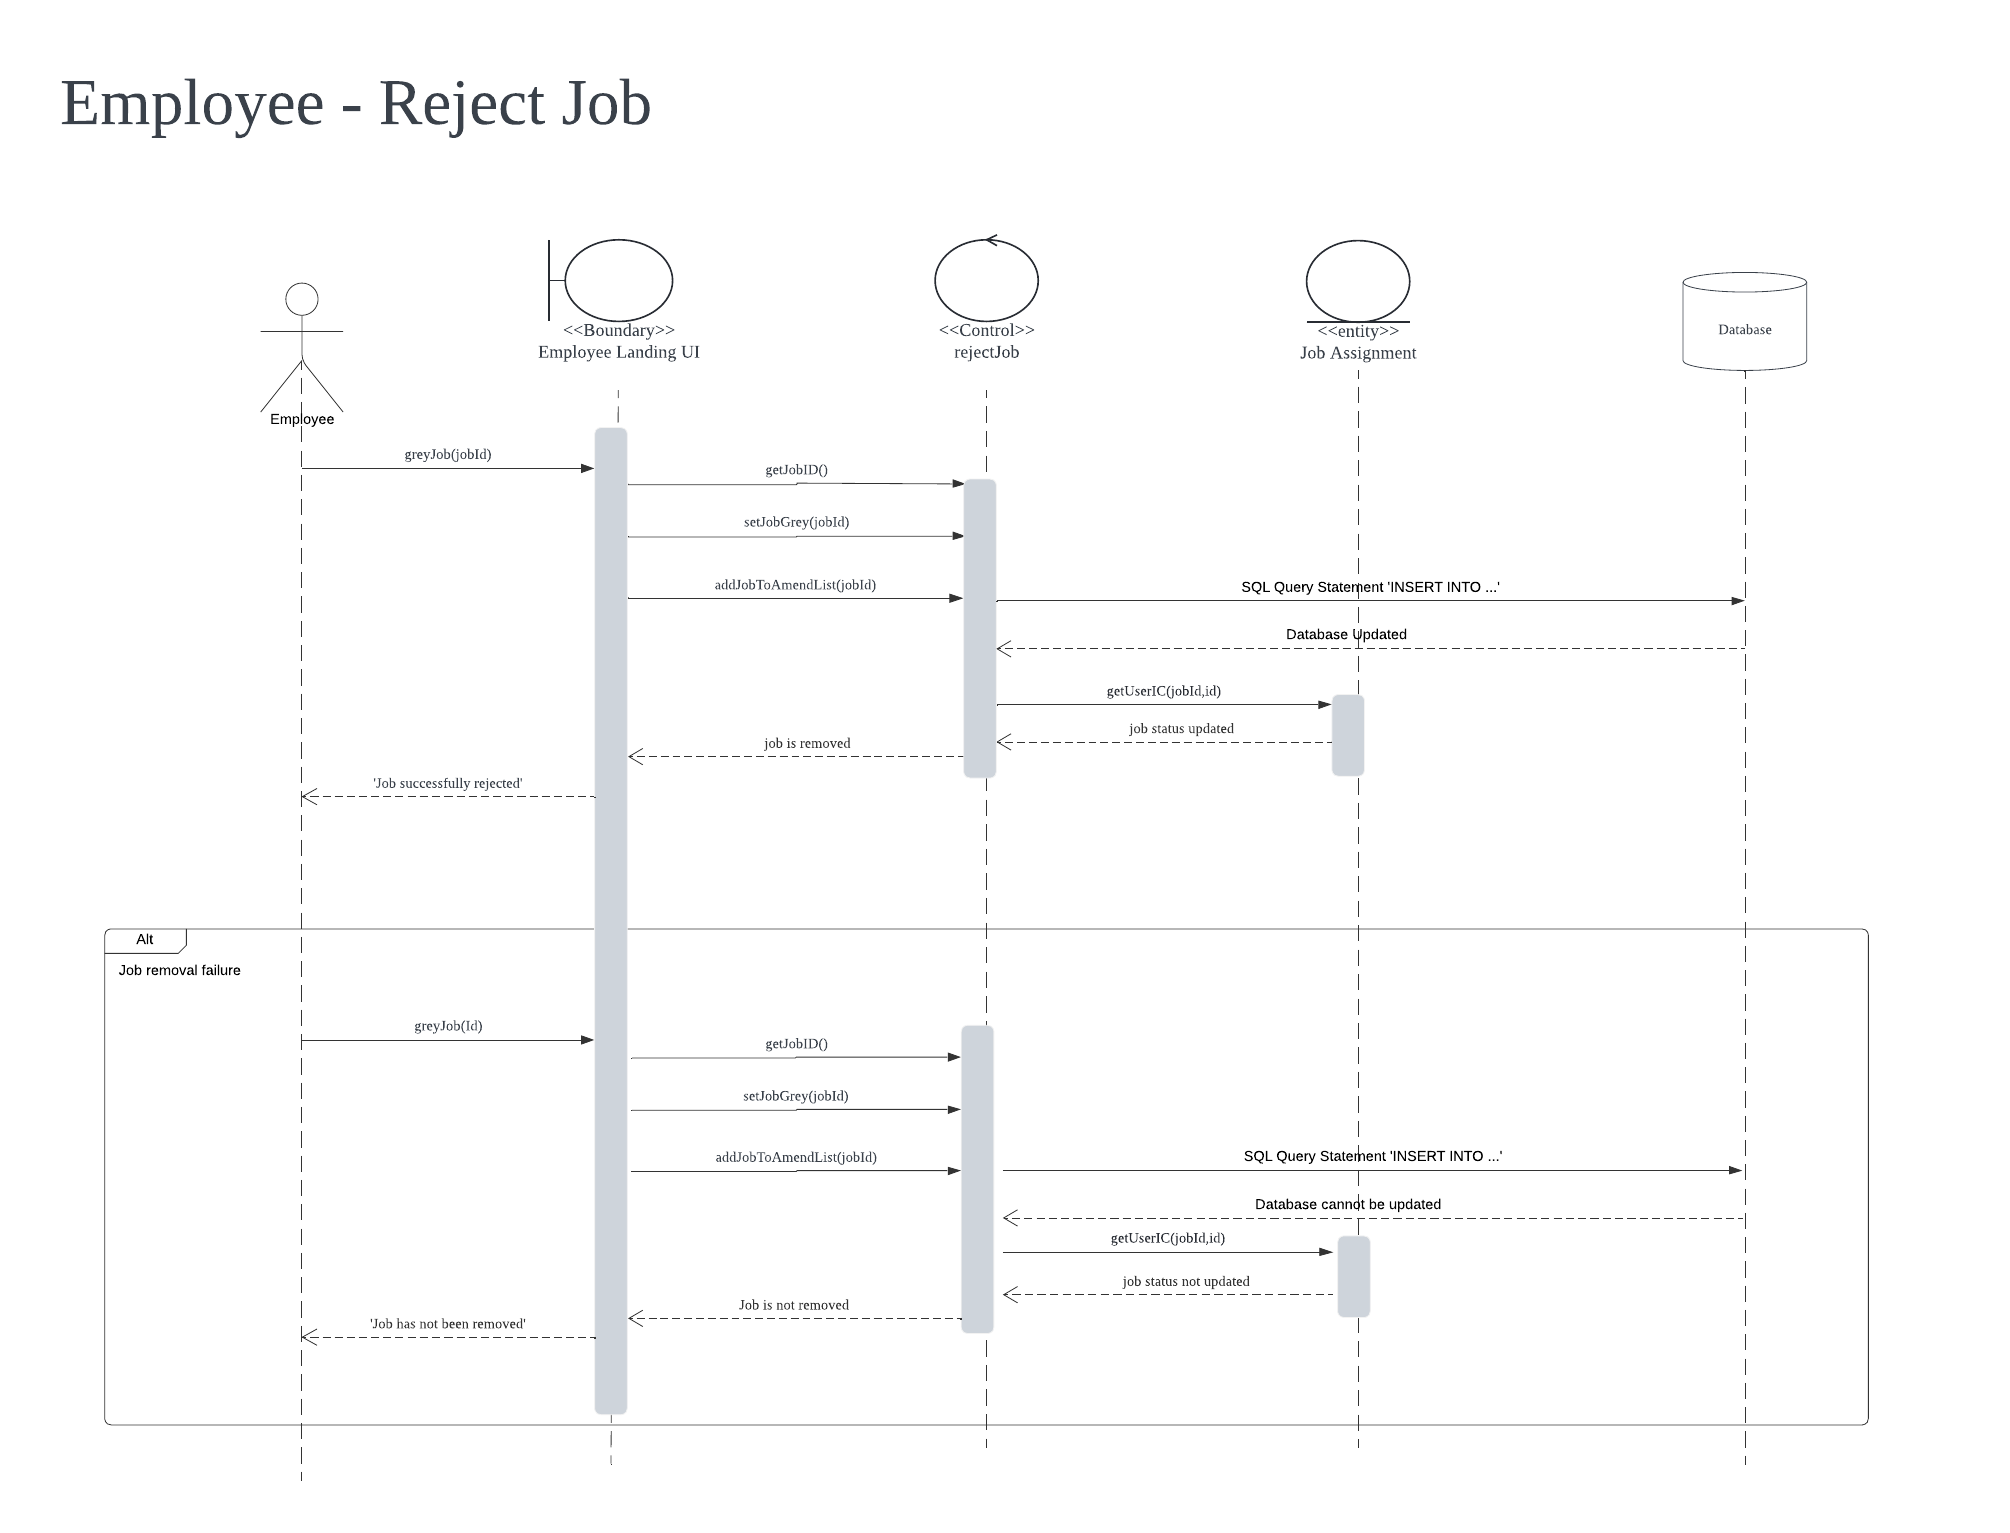 Employee - Reject Job
<<Boundary>>
Employee Landing UI
<<Control>>
rejectJob
<<entity>>
Job Assignment
Database
Employee
greyJob(jobId)
getJobID()
setJobGrey(jobId)
addJobToAmendList(jobId)
SQL Query Statement 'INSERT INTO ...'
Database Updated
getUserIC(jobId,id)
job status updated
job is removed
'Job successfully rejected'
Alt
Job removal failure
greyJob(Id)
getJobID()
setJobGrey(jobId)
addJobToAmendList(jobId)
SQL Query Statement 'INSERT INTO ...'
Database cannot be updated
getUserIC(jobId,id)
job status not updated
Job is not removed
'Job has not been removed'